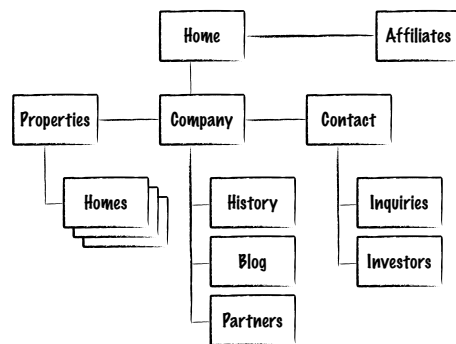 Home
Affiliates
Properties
Company
Contact
Homes
History
Inquiries
Blog
Investors
Partners